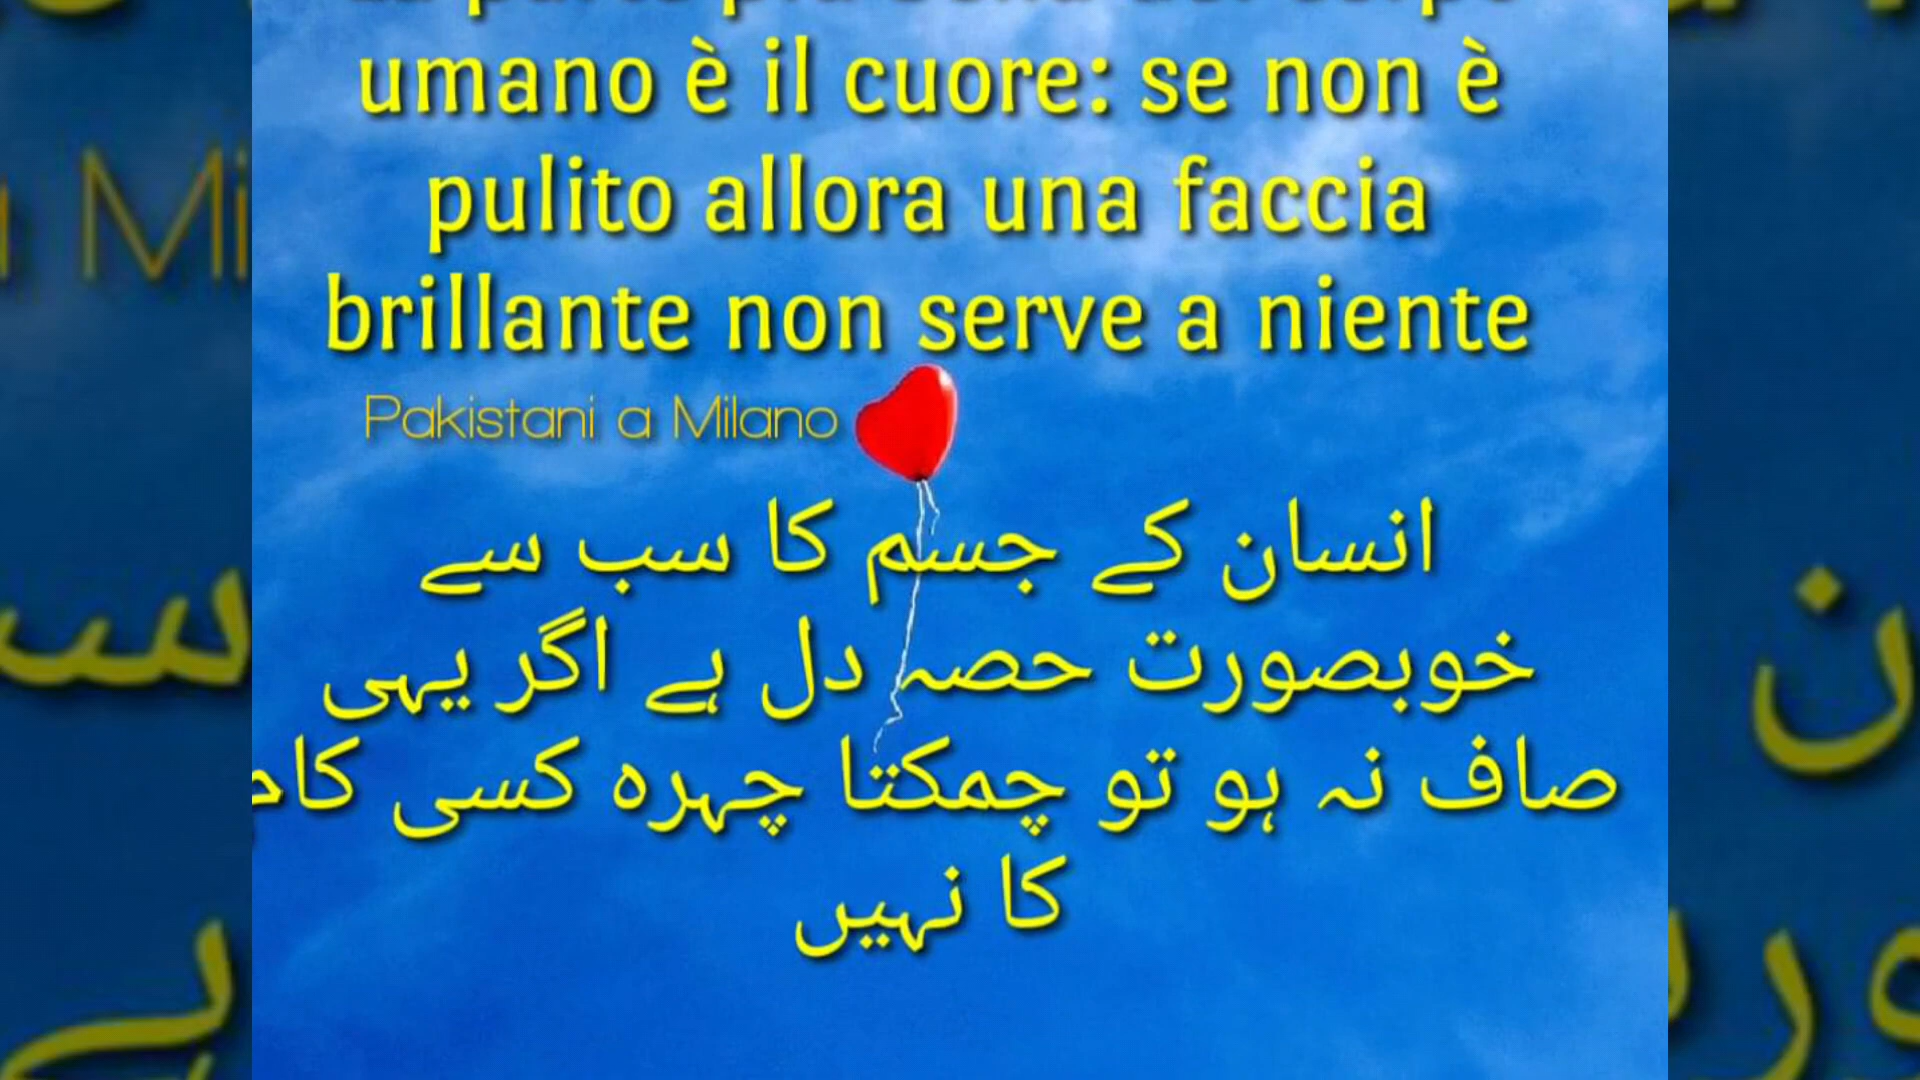 umano è il cuore: se non è
pulito allora una faccia
brillante non serve a niente
Pakistani a Milano
انسان کے جسم کا سب سے
خوبصورت حصہ دل ہے اگر یہی
صاف نہ ہو تو چمکتا چہرہ کسی کام
کا نہیں